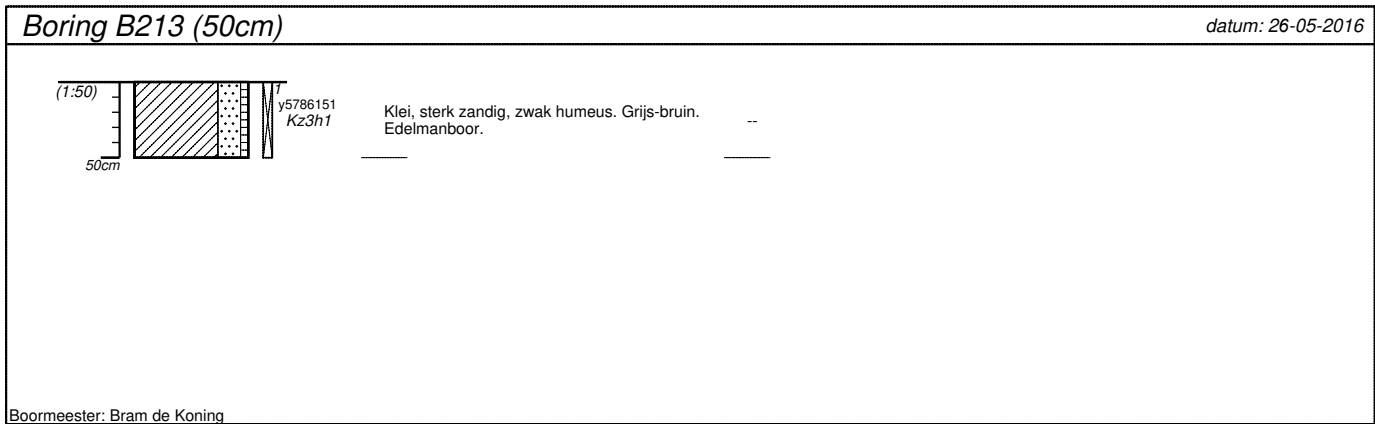 Boring B213 (50cm)
datum: 26-05-2016
(1:50)
1
y5786151
Kz3h1
Klei, sterk zandig, zwak humeus. Grijs-bruin.
Edelmanboor.
--
50cm
Boormeester: Bram de Koning